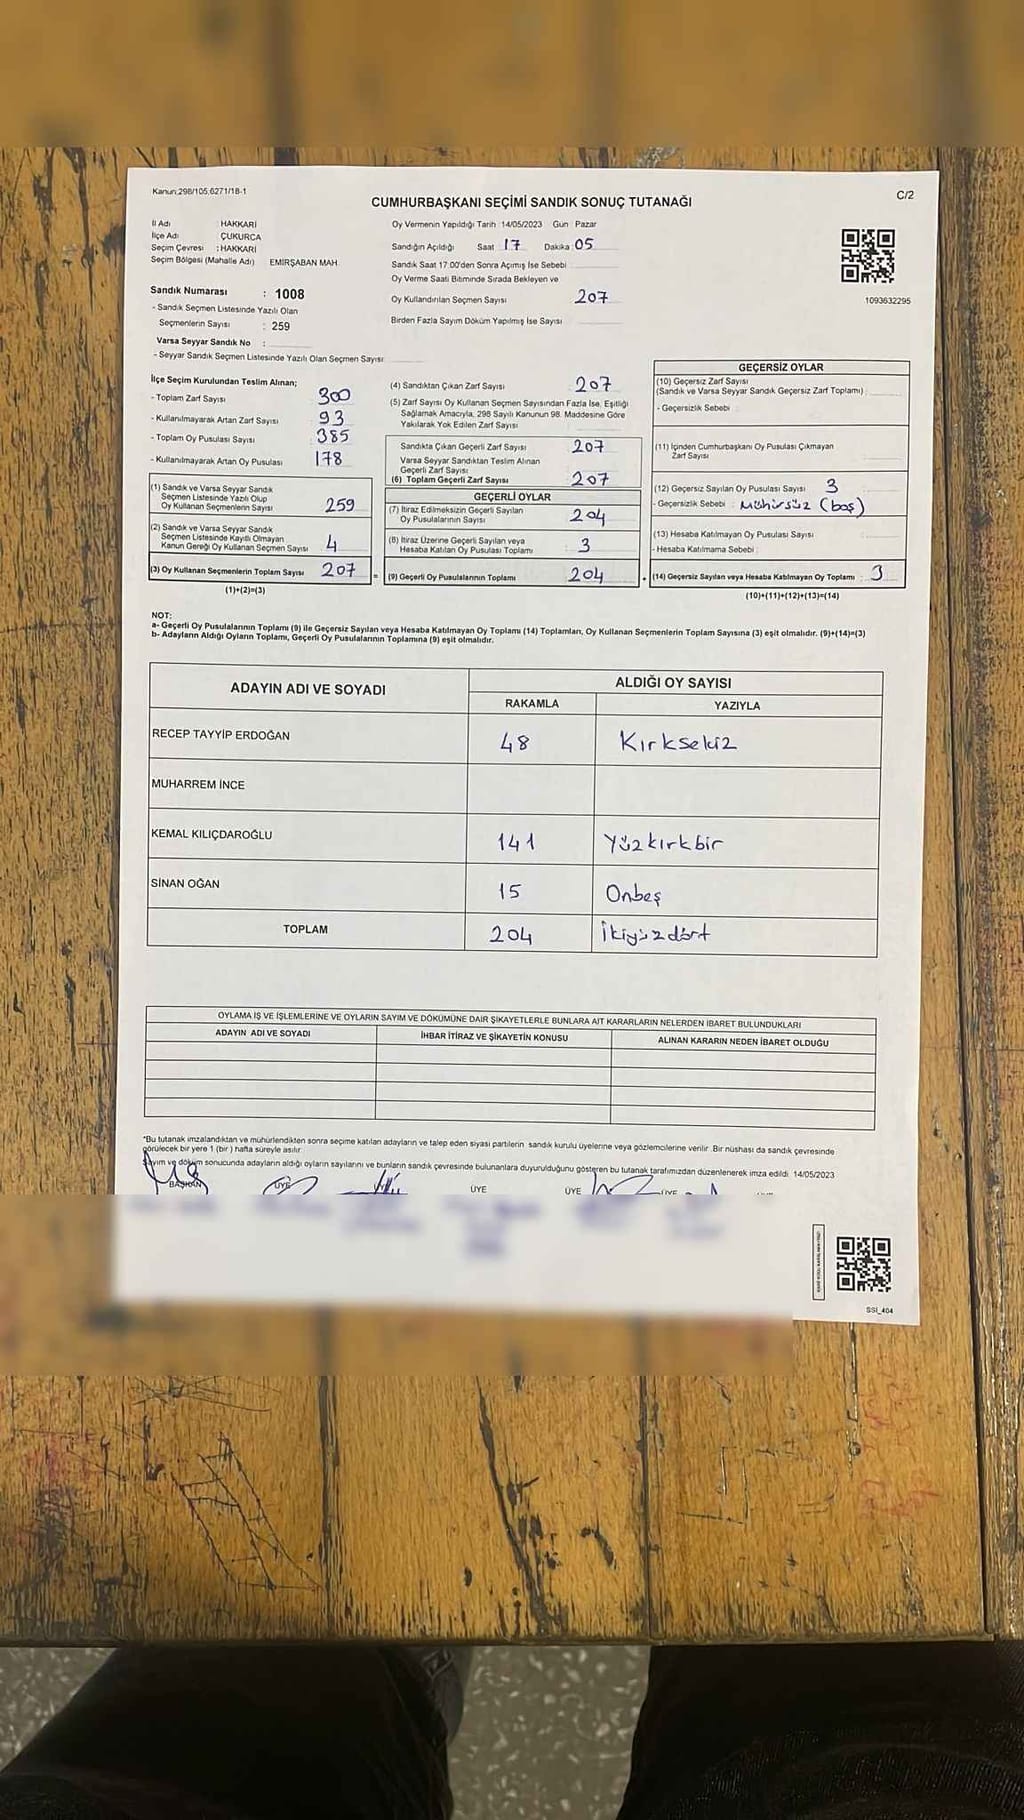 Kanun:298/105;6271/18-1
CUMHURBAŞKANI SEÇİMİ SANDIK SONUÇ TUTANAĞI
C/2
İl Adı : HAKKARİ
İlçe Adı : ÇUKURCA
Seçim Çevresi : HAKKARİ
Seçim Bölgesi (Mahalle Adı) EMİRŞABAN MAH.
Sandık Numarası : 1008
- Sandık Seçmen Listesinde Yazılı Olan
Seçmenlerin Sayısı : 259
Varsa Seyyar Sandık No :
- Seyyar Sandık Seçmen Listesinde Yazılı Olan Seçmen Sayısı
Oy Vermenin Yapıldığı Tarih :14/05/2023 Gün : Pazar
Sandığın Açıldığı Saat 17 Dakika 05
Sandık Saat 17:00'den Sonra Açımış İse Sebebi
Oy Verme Saati Bitiminde Sırada Bekleyen ve
Oy Kullandırılan Seçmen Sayısı 207
Birden Fazla Sayım Döküm Yapılmış İse Sayısı
1093632295
İlçe Seçim Kurulundan Teslim Alınan;
- Toplam Zarf Sayısı 300
- Kullanılmayarak Artan Zarf Sayısı 93
- Toplam Oy Pusulası Sayısı 385
- Kullanılmayarak Artan Oy Pusulası 178
(1) Sandık ve Varsa Seyyar Sandık
Seçmen Listesinde Yazılı Olup
Oy Kullanan Seçmenlerin Sayısı 259
(2) Sandık ve Varsa Seyyar Sandık
Seçmen Listesinde Kayıtlı Olmayan
Kanun Gereği Oy Kullanan Seçmen Sayısı 4
(3) Oy Kullanan Seçmenlerin Toplam Sayısı 207
(1)+(2)=(3)
(4) Sandıktan Çıkan Zarf Sayısı 207
(5) Zarf Sayısı Oy Kullanan Seçmen Sayısından Fazla İse, Eşitliği
Sağlamak Amacıyla, 298 Sayılı Kanunun 98. Maddesine Göre
Yakılarak Yok Edilen Zarf Sayısı
Sandıkta Çıkan Geçerli Zarf Sayısı 207
Varsa Seyyar Sandıktan Teslim Alınan
Geçerli Zarf Sayısı
(6) Toplam Geçerli Zarf Sayısı 207
GEÇERLİ OYLAR
(7) İtiraz Edilmeksizin Geçerli Sayılan
Oy Pusulalarının Sayısı 204
(8) İtiraz Üzerine Geçerli Sayılan veya
Hesaba Katılan Oy Pusulası Toplamı : 3
= (9) Geçerli Oy Pusulalarının Toplamı 204
GEÇERSİZ OYLAR
(10) Geçersiz Zarf Sayısı
(Sandık ve Varsa Seyyar Sandık Geçersiz Zarf Toplamı)
- Geçersizlik Sebebi
(11) İçinden Cumhurbaşkanı Oy Pusulası Çıkmayan
Zarf Sayısı
(12) Geçersiz Sayılan Oy Pusulası Sayısı 3
- Geçersizlik Sebebi : Mühürsüz (boş)
(13) Hesaba Katılmayan Oy Pusulası Sayısı
- Hesaba Katılmama Sebebi :
+ (14) Geçersiz Sayılan veya Hesaba Katılmayan Oy Toplamı : 3
(10)+(11)+(12)+(13)=(14)
NOT:
a- Geçerli Oy Pusulalarının Toplamı (9) ile Geçersiz Sayılan veya Hesaba Katılmayan Oy Toplamı (14) Toplamları, Oy Kullanan Seçmenlerin Toplam Sayısına (3) eşit olmalıdır. (9)+(14)=(3)
b- Adayların Aldığı Oyların Toplamı, Geçerli Oy Pusulalarının Toplamına (9) eşit olmalıdır.
ADAYIN ADI VE SOYADI
ALDIĞI OY SAYISI
RAKAMLA YAZIYLA
RECEP TAYYİP ERDOĞAN 48 Kırksekiz
MUHARREM İNCE
KEMAL KILIÇDAROĞLU 141 Yüzkırkbir
SİNAN OĞAN 15 Onbeş
TOPLAM 204 İkiyüzdört
OYLAMA İŞ VE İŞLEMLERİNE VE OYLARIN SAYIM VE DÖKÜMÜNE DAİR ŞİKAYETLERLE BUNLARA AİT KARARLARIN NELERDEN İBARET BULUNDUKLARI
ADAYIN ADI VE SOYADI İHBAR İTİRAZ VE ŞİKAYETİN KONUSU ALINAN KARARIN NEDEN İBARET OLDUĞU
*Bu tutanak imzalandıktan ve mühürlendikten sonra seçime katılan adayların ve talep eden siyasi partilerin sandık kurulu üyelerine veya gözlemcilerine verilir. Bir nüshası da sandık çevresinde
görülecek bir yere 1 (bir) hafta süreyle asılır.
Sayım ve döküm sonucunda adayların aldığı oyların sayılarını ve bunların sandık çevresinde bulunanlara duyurulduğunu gösteren bu tutanak tarafımızdan düzenlenerek imza edildi. 14/05/2023
BAŞKAN ÜYE ÜYE ÜYE ÜYE ÜYE
SSI_404